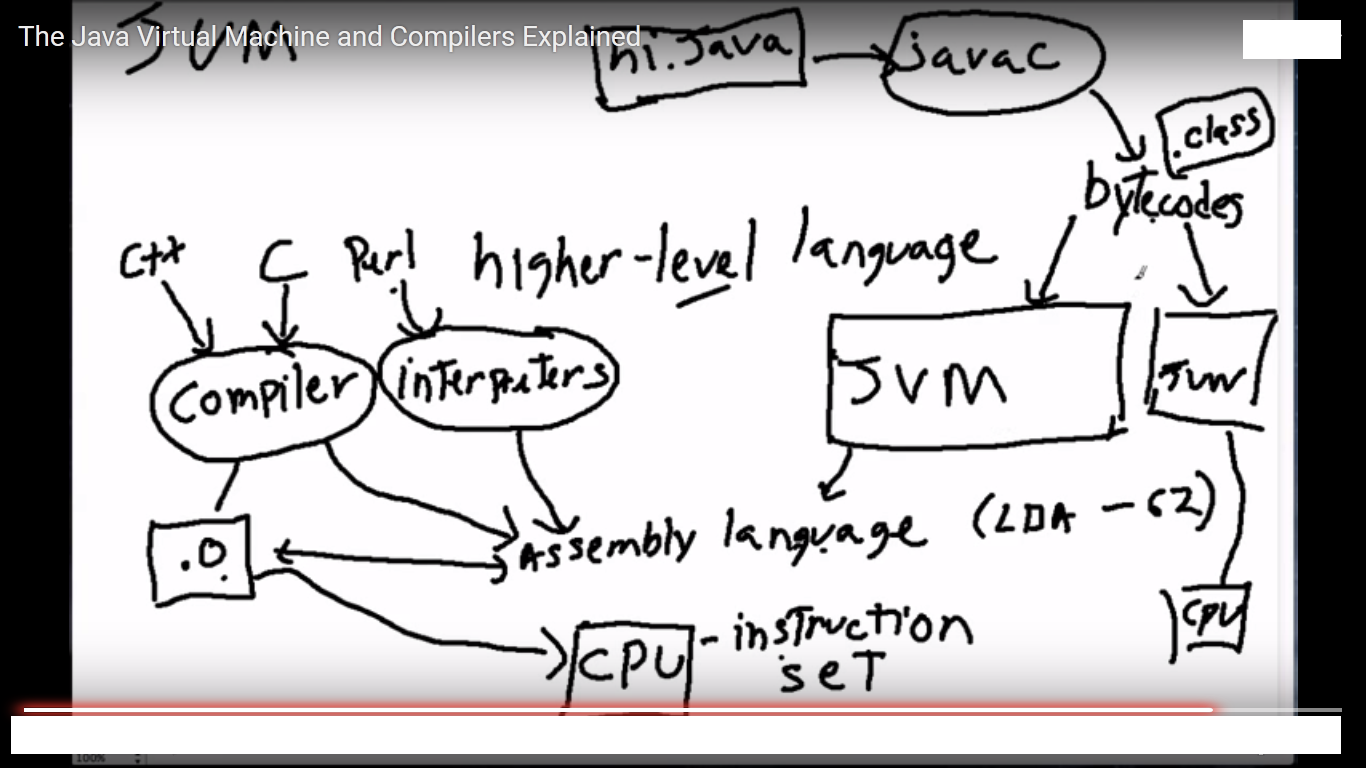 The Java Virtual Machine and Compilers Explained
JVM
hi.java
javac
.class
bytecodes
C++
C
Perl
higher-level language
compiler
interpreters
JVM
JVM
Assembly language (LDA - 62)
.O
CPU
- instruction
set
CPU
100%